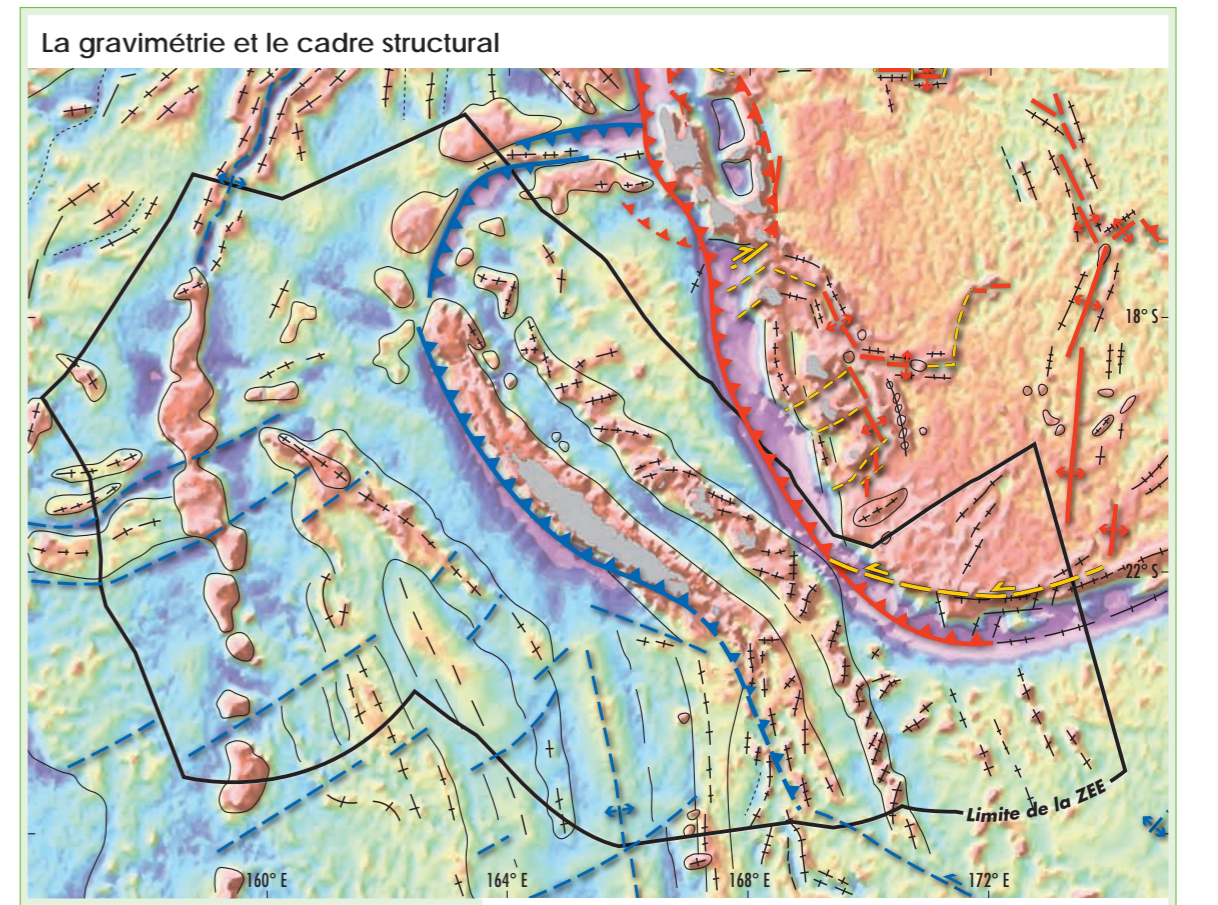 La gravimétrie et le cadre structural
18° S
22° S
Limite de la ZEE
160° E
164° E
168° E
172° E